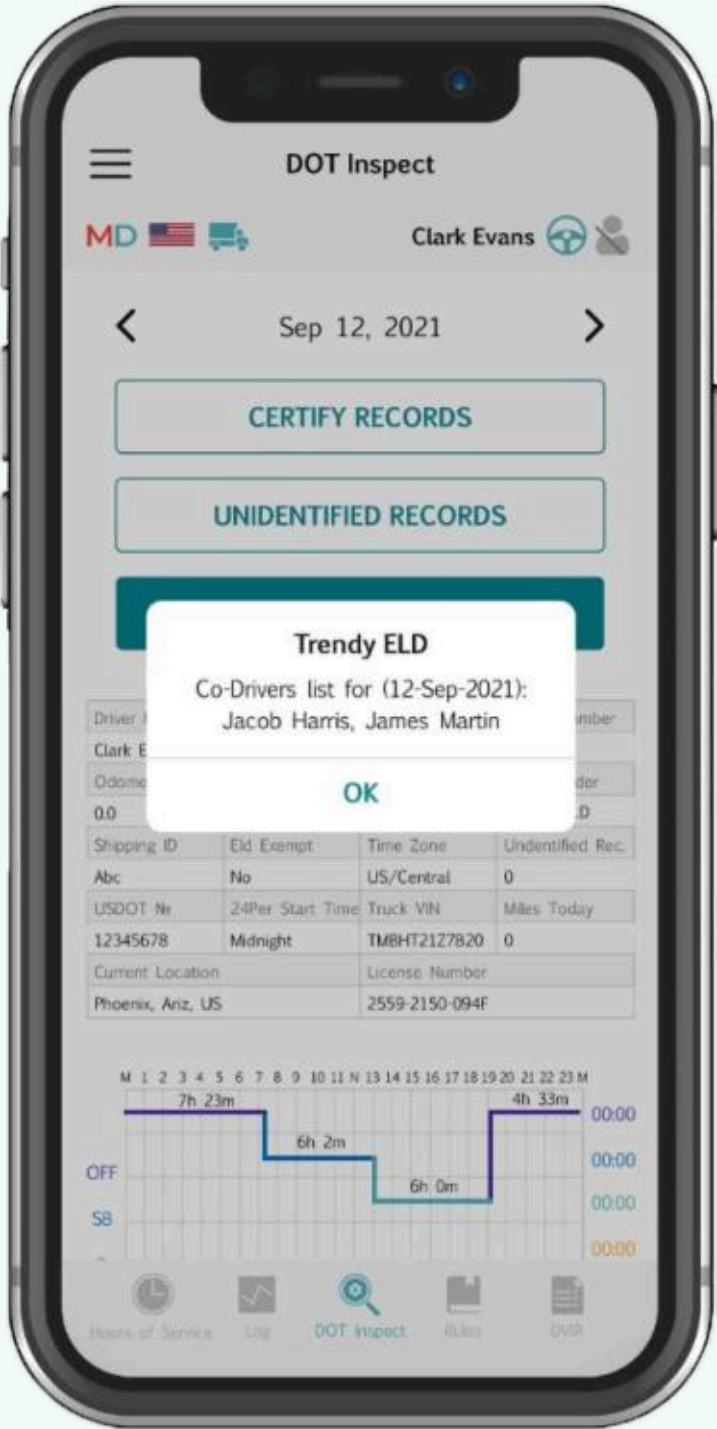 DOT Inspect
MD Clark Evans
Sep 12, 2021
CERTIFY RECORDS
UNIDENTIFIED RECORDS
Trendy ELD
Co-Drivers list for (12-Sep-2021):
Jacob Harris, James Martin
OK
Driver
Clark E
0.0
Shipping ID Eld Exempt Time Zone Undentified Rec.
Abc No US/Central 0
USDOT № 24Per Start Time Truck VIN Miles Today
12345678 Midnight TMBHT21Z7B20 0
Current Location License Number
Phoenix, Ariz, US 2559-2150-094F
M 1 2 3 4 5 6 7 8 9 10 11 N 13 14 15 16 17 18 19 20 21 22 23 M
7h 23m 4h 33m
00:00
6h 2m
00:00
OFF
6h 0m
00:00
SB
00:00
Hours of Service Log DOT Inspect Rules DVIR